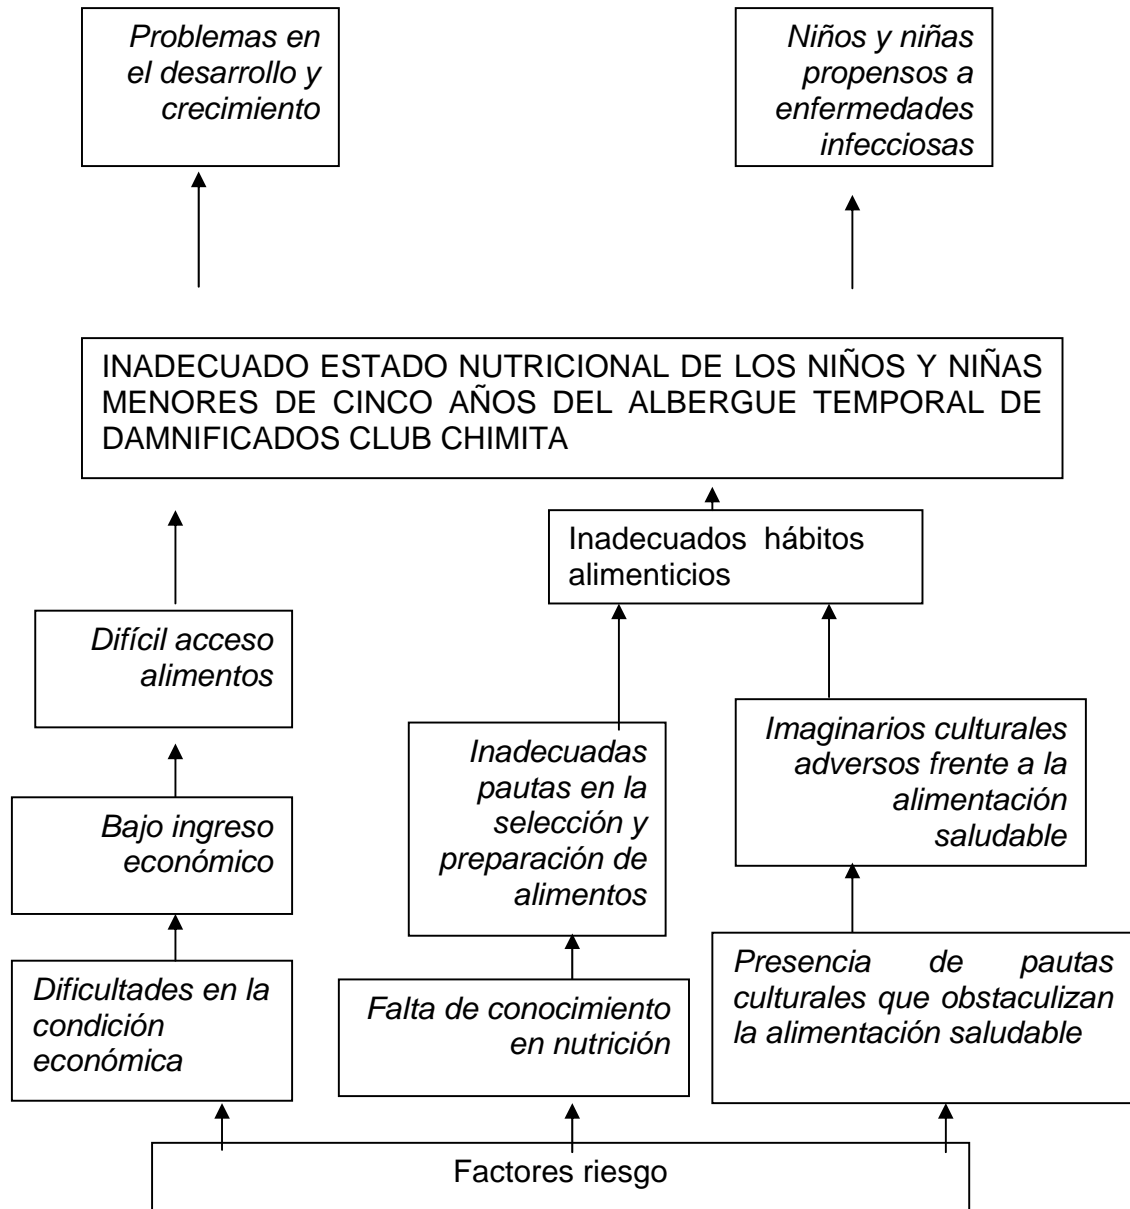 Problemas en
el desarrollo y
crecimiento
Niños y niñas
propensos a
enfermedades
infecciosas
INADECUADO ESTADO NUTRICIONAL DE LOS NIÑOS Y NIÑAS
MENORES DE CINCO AÑOS DEL ALBERGUE TEMPORAL DE
DAMNIFICADOS CLUB CHIMITA
Inadecuados hábitos
alimenticios
Difícil acceso
alimentos
Inadecuadas
pautas en la
selección y
preparación de
alimentos
Imaginarios culturales
adversos frente a la
alimentación
saludable
Bajo ingreso
económico
Dificultades en la
condición
económica
Falta de conocimiento
en nutrición
Presencia de pautas
culturales que obstaculizan
la alimentación saludable
Factores riesgo